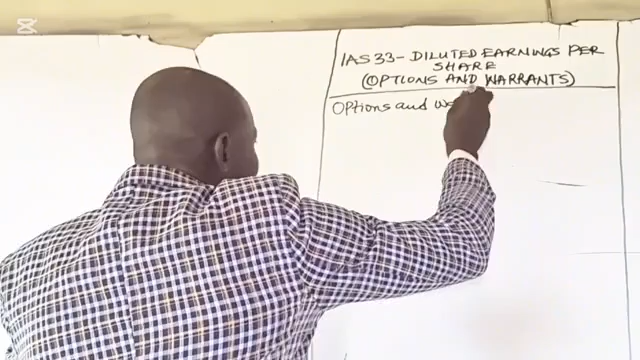 IAS 33 - DILUTED EARNINGS PER
SHARE
(OPTIONS AND WARRANTS)
Options and